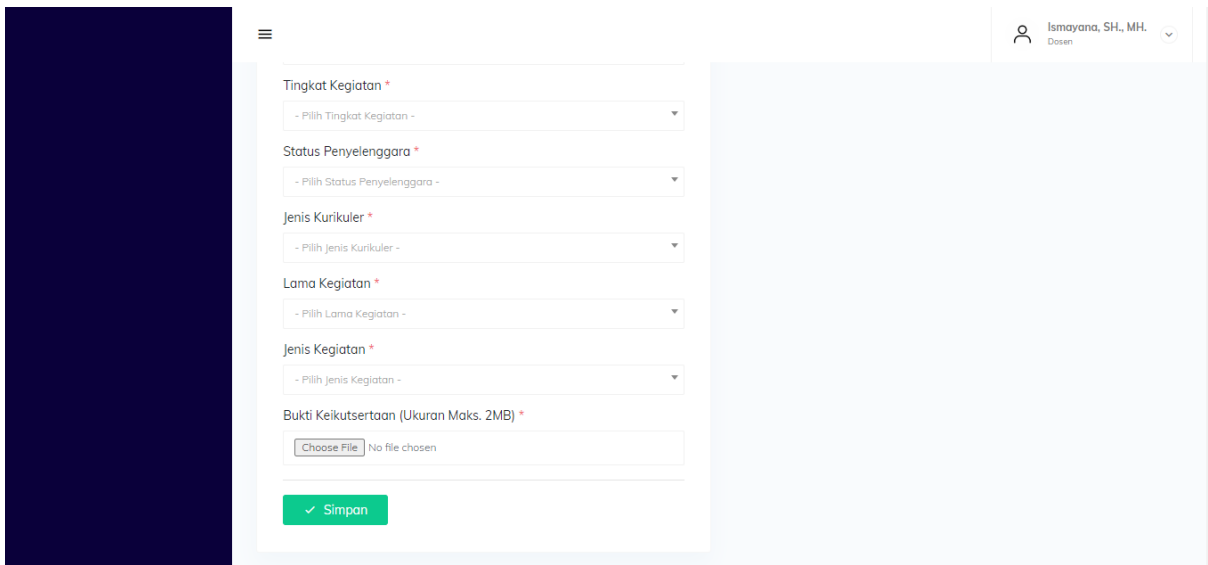 Ismayana, SH., MH.
Dosen
Tingkat Kegiatan *
- Pilih Tingkat Kegiatan -
Status Penyelenggara *
- Pilih Status Penyelenggara -
Jenis Kurikuler *
- Pilih Jenis Kurikuler -
Lama Kegiatan *
- Pilih Lama Kegiatan -
Jenis Kegiatan *
- Pilih Jenis Kegiatan -
Bukti Keikutsertaan (Ukuran Maks. 2MB) *
Choose File No file chosen
Simpan